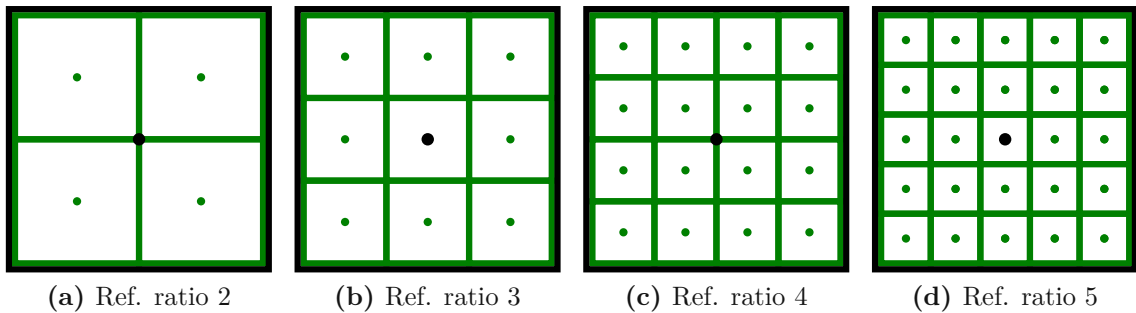 (a) Ref. ratio 2
(b) Ref. ratio 3
(c) Ref. ratio 4
(d) Ref. ratio 5